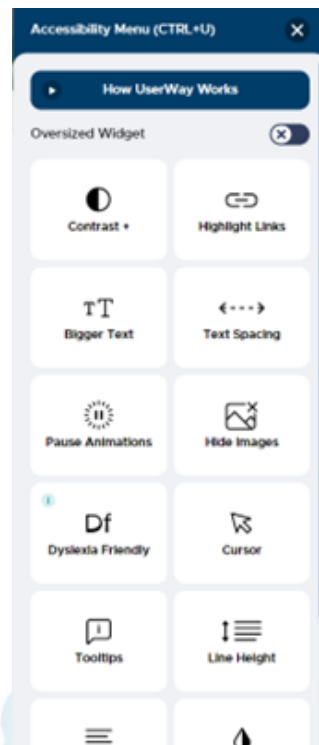 Accessibility Menu (CTRL+U)
How UserWay Works
Oversized Widget
Contrast +
Highlight Links
TT
Bigger Text
Text Spacing
Pause Animations
Hide Images
i
Df
Dyslexia Friendly
Cursor
Tooltips
Line Height